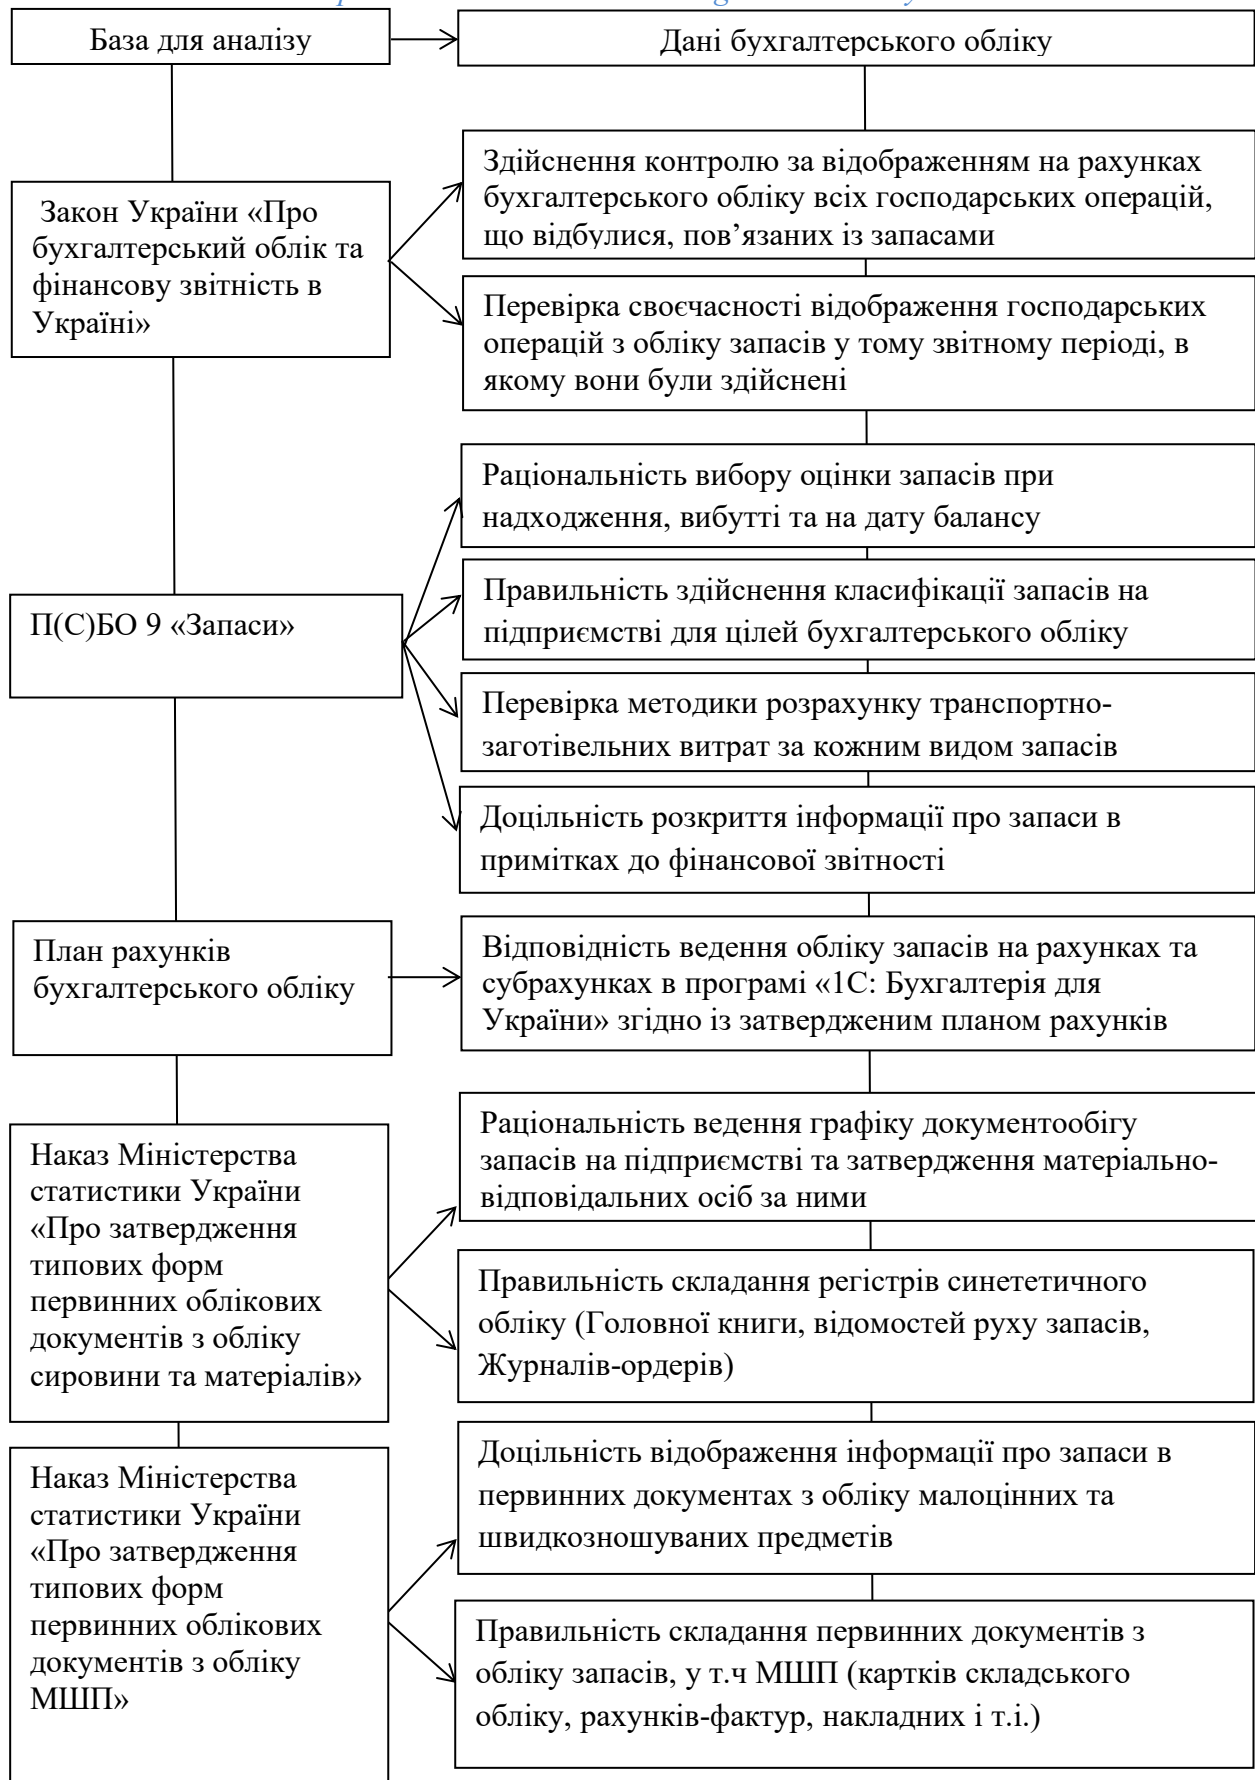 База для аналізу
Дані бухгалтерського обліку
Закон України «Про
бухгалтерський облік та
фінансову звітність в
Україні»
Здійснення контролю за відображенням на рахунках
бухгалтерського обліку всіх господарських операцій,
що відбулися, пов’язаних із запасами
Перевірка своєчасності відображення господарських
операцій з обліку запасів у тому звітному періоді, в
якому вони були здійснені
П(С)БО 9 «Запаси»
Раціональність вибору оцінки запасів при
надходження, вибутті та на дату балансу
Правильність здійснення класифікації запасів на
підприємстві для цілей бухгалтерського обліку
Перевірка методики розрахунку транспортно-
заготівельних витрат за кожним видом запасів
Доцільність розкриття інформації про запаси в
примітках до фінансової звітності
План рахунків
бухгалтерського обліку
Відповідність ведення обліку запасів на рахунках та
субрахунках в програмі «1С: Бухгалтерія для
України» згідно із затвердженим планом рахунків
Наказ Міністерства
статистики України
«Про затвердження
типових форм
первинних облікових
документів з обліку
сировини та матеріалів»
Раціональність ведення графіку документообігу
запасів на підприємстві та затвердження матеріально-
відповідальних осіб за ними
Правильність складання регістрів синететичного
обліку (Головної книги, відомостей руху запасів,
Журналів-ордерів)
Наказ Міністерства
статистики України
«Про затвердження
типових форм
первинних облікових
документів з обліку
МШП»
Доцільність відображення інформації про запаси в
первинних документах з обліку малоцінних та
швидкозношуваних предметів
Правильність складання первинних документів з
обліку запасів, у т.ч МШП (картків складського
обліку, рахунків-фактур, накладних і т.і.)